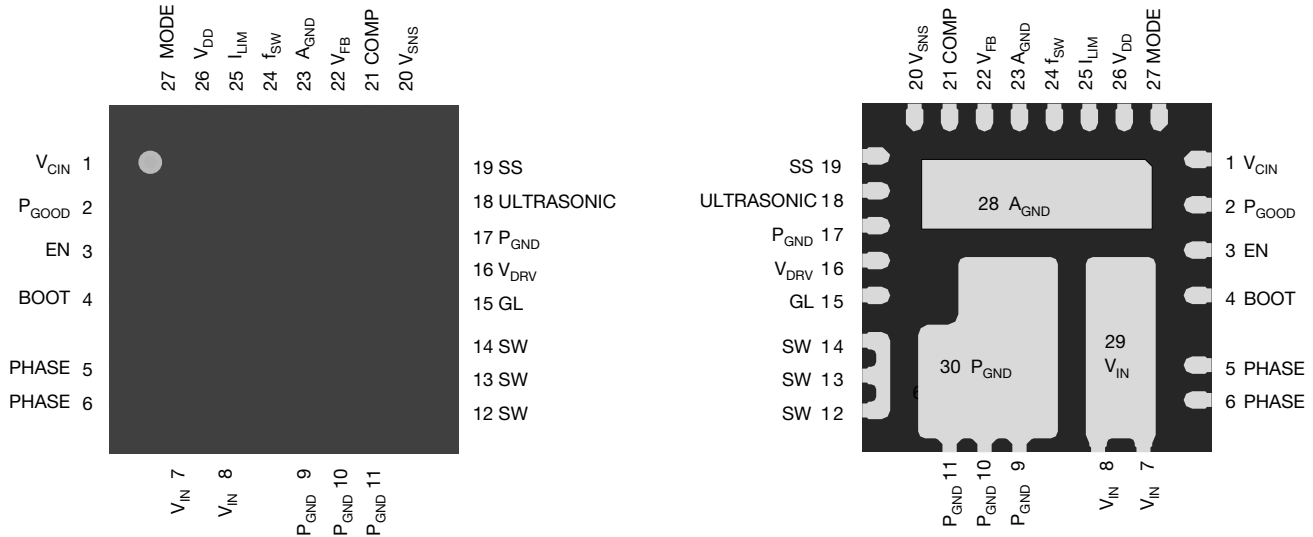 27 MODE
26 VDD
25 ILIM
24 fSW
23 AGND
22 VFB
21 COMP
20 VSNS
VCIN 1
PGOOD 2
EN 3
BOOT 4
PHASE 5
PHASE 6
19 SS
18 ULTRASONIC
17 PGND
16 VDRV
15 GL
14 SW
13 SW
12 SW
VIN 7
VIN 8
PGND 9
PGND 10
PGND 11
20 VSNS
21 COMP
22 VFB
23 AGND
24 fSW
25 ILIM
26 VDD
27 MODE
SS 19
ULTRASONIC 18
PGND 17
VDRV 16
GL 15
SW 14
SW 13
SW 12
28 AGND
30 PGND
29
VIN
6
1 VCIN
2 PGOOD
3 EN
4 BOOT
5 PHASE
6 PHASE
PGND 11
PGND 10
PGND 9
VIN 8
VIN 7